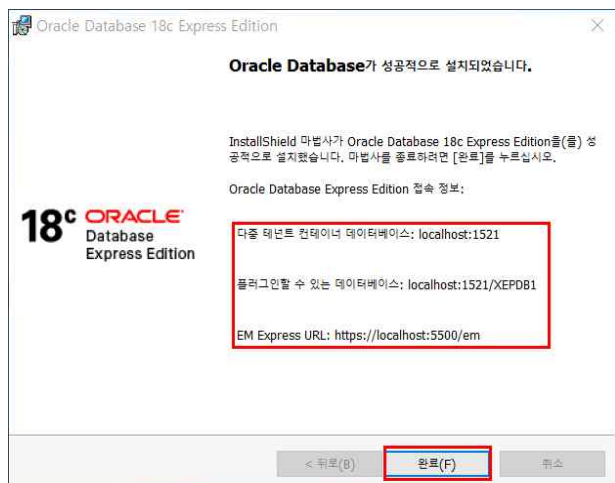 Oracle Database 18c Express Edition
Oracle Database가 성공적으로 설치되었습니다.
InstallShield 마법사가 Oracle Database 18c Express Edition을(를) 성
공적으로 설치했습니다. 마법사를 종료하려면 [완료]를 누르십시오.
Oracle Database Express Edition 접속 정보:
18c ORACLE
Database
Express Edition
다중 테넌트 컨테이너 데이터베이스: localhost:1521
플러그인할 수 있는 데이터베이스: localhost:1521/XEPDB1
EM Express URL: https://localhost:5500/em
< 뒤로(B)
완료(F)
취소